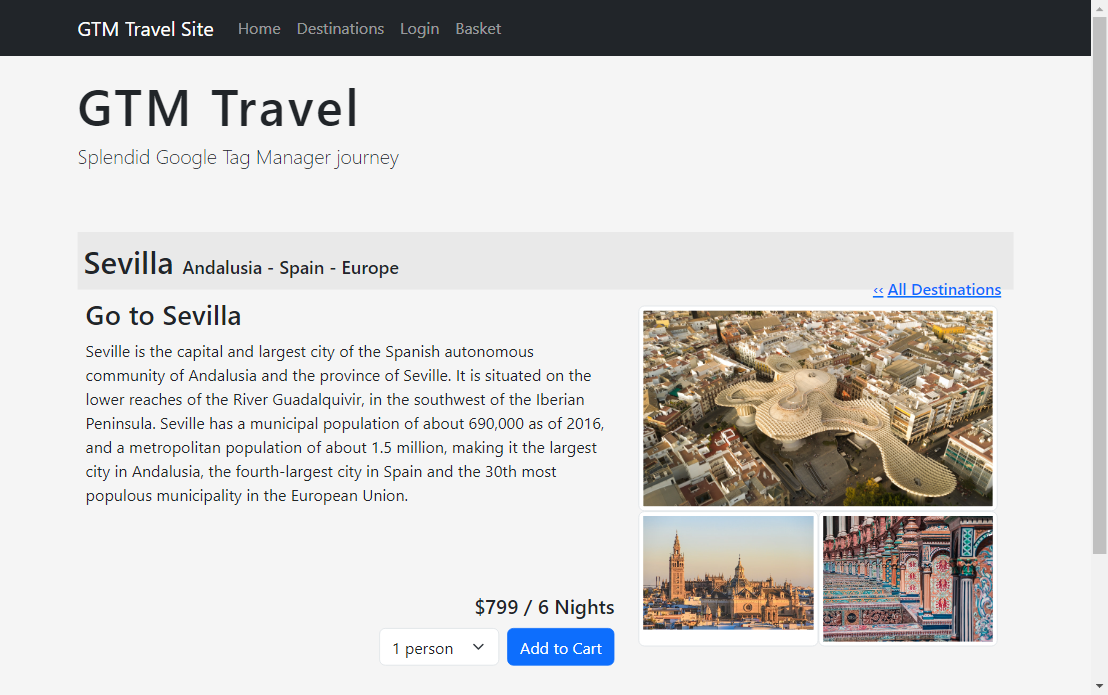 GTM Travel Site Home Destinations Login Basket
GTM Travel
Splendid Google Tag Manager journey
Sevilla Andalusia - Spain - Europe
‹‹ All Destinations
Go to Sevilla
Seville is the capital and largest city of the Spanish autonomous
community of Andalusia and the province of Seville. It is situated on the
lower reaches of the River Guadalquivir, in the southwest of the Iberian
Peninsula. Seville has a municipal population of about 690,000 as of 2016,
and a metropolitan population of about 1.5 million, making it the largest
city in Andalusia, the fourth-largest city in Spain and the 30th most
populous municipality in the European Union.
$799 / 6 Nights
1 person Add to Cart